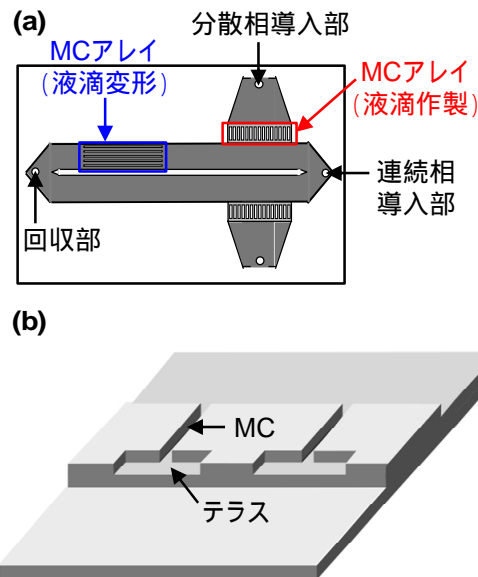 (a)
分散相導入部
MCアレイ
(液滴変形)
MCアレイ
(液滴作製)
連続相
導入部
回収部
(b)
MC
テラス